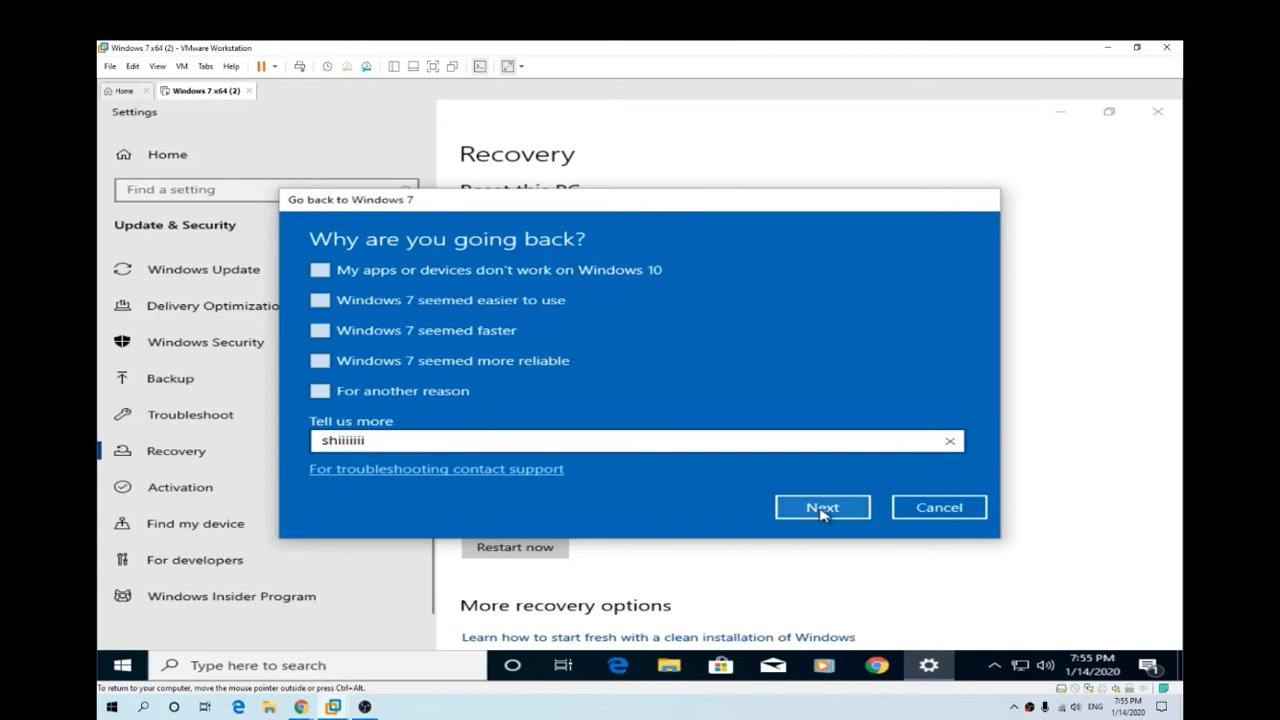 Windows 7 x64 (2) - VMware Workstation
File Edit View VM Tabs Help
Home Windows 7 x64 (2)
Settings
Home
Find a setting
Update & Security
Windows Update
Delivery Optimizatio
Windows Security
Backup
Troubleshoot
Recovery
Activation
Find my device
For developers
Windows Insider Program
Recovery
Reset this PC
Go back to Windows 7
Why are you going back?
My apps or devices don't work on Windows 10
Windows 7 seemed easier to use
Windows 7 seemed faster
Windows 7 seemed more reliable
For another reason
Tell us more
shiiiiiii
For troubleshooting contact support
Next Cancel
Restart now
More recovery options
Learn how to start fresh with a clean installation of Windows
Type here to search
7:55 PM
1/14/2020
1
To return to your computer, move the mouse pointer outside or press Ctrl+Alt.
ENG
7:55 PM
1/14/2020